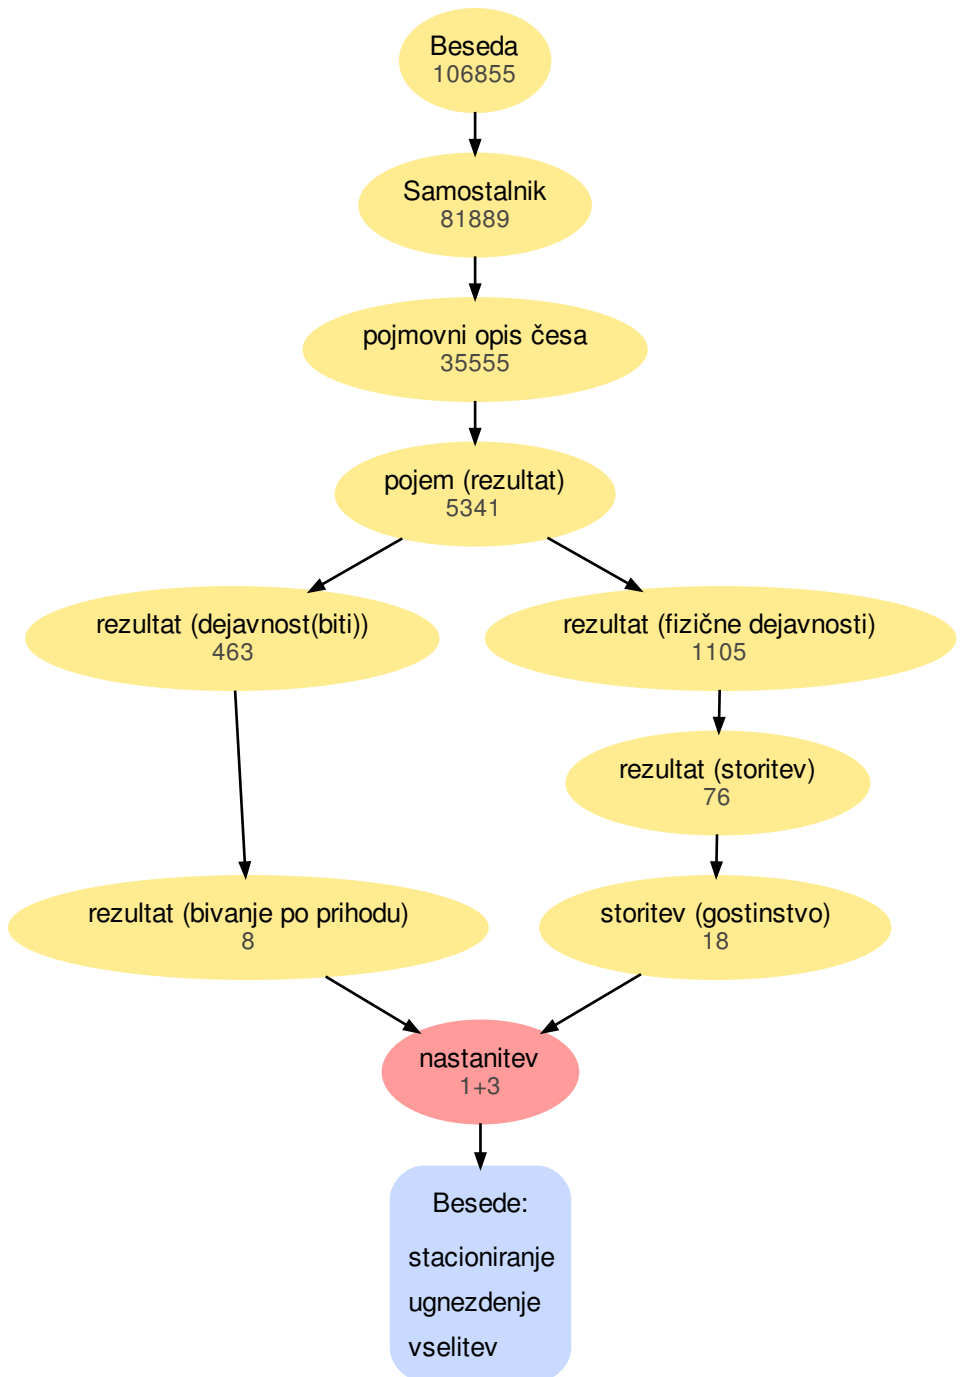 Beseda
106855
Samostalnik
81889
pojmovni opis česa
35555
pojem (rezultat)
5341
rezultat (dejavnost(biti))
463
rezultat (fizične dejavnosti)
1105
rezultat (storitev)
76
rezultat (bivanje po prihodu)
8
storitev (gostinstvo)
18
nastanitev
1+3
Besede:
stacioniranje
ugnezdenje
vselitev